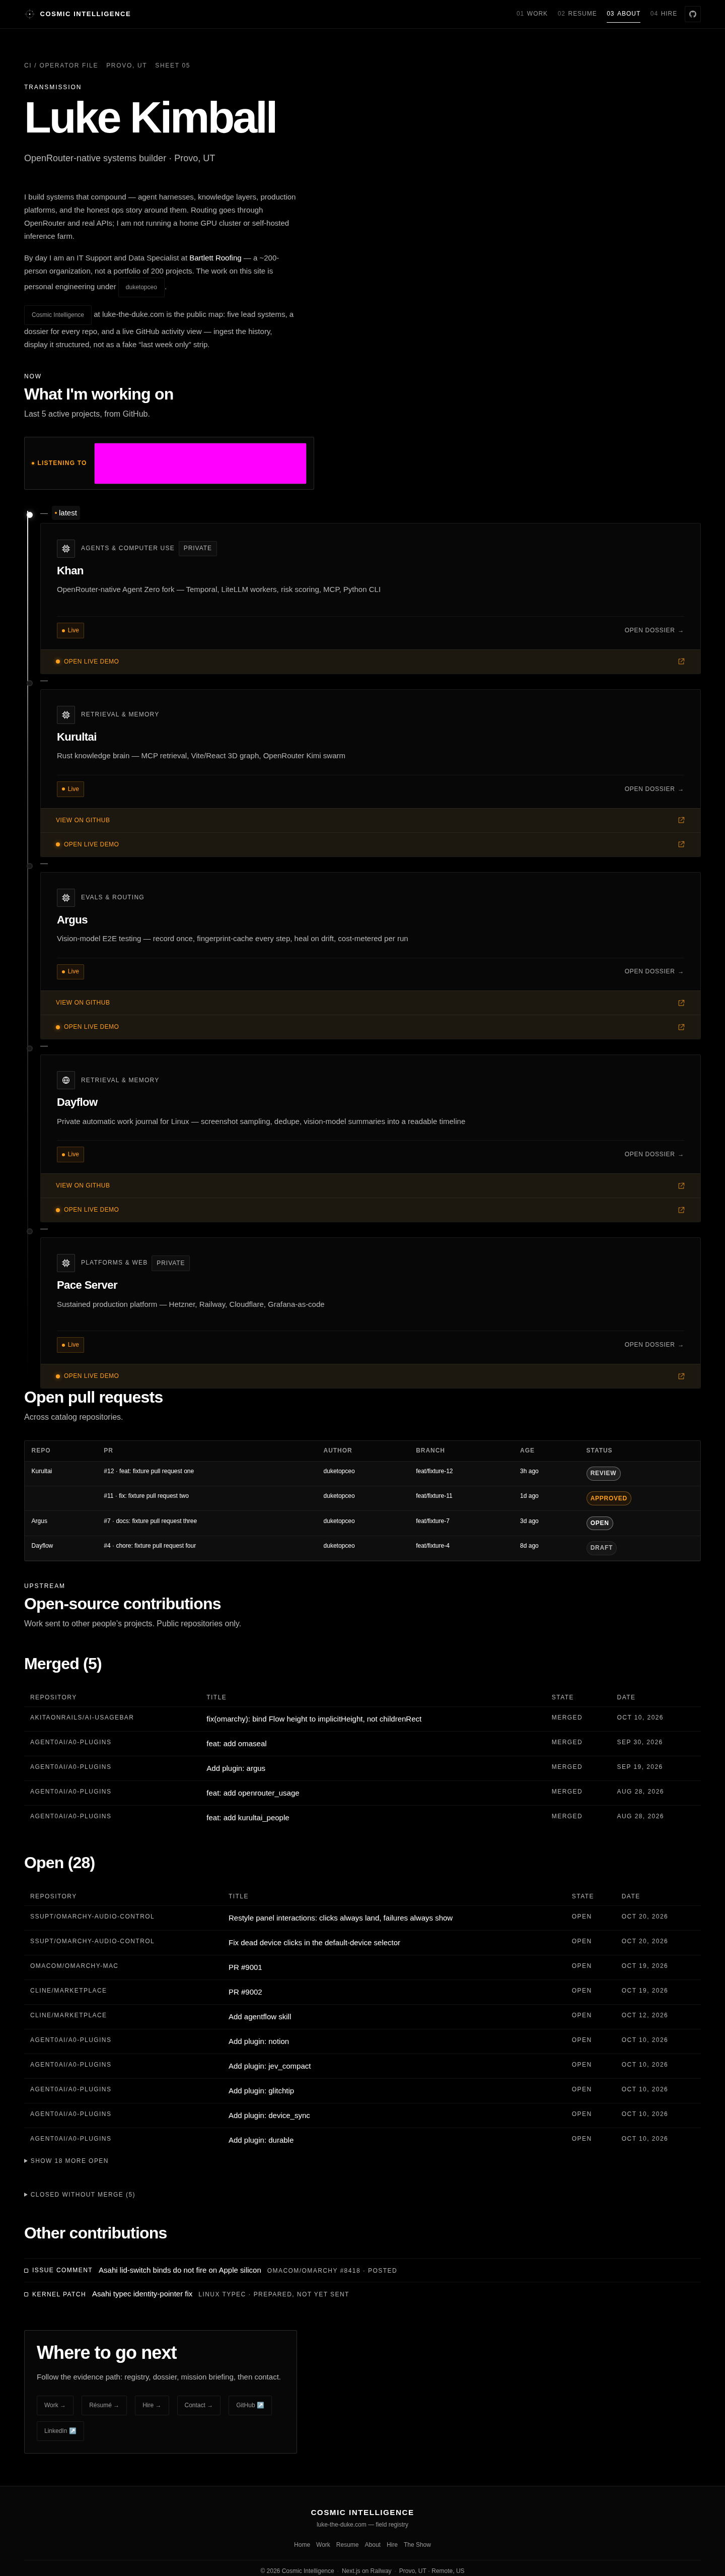 COSMIC INTELLIGENCE
01 WORK 02 RESUME 03 ABOUT 04 HIRE
CI / OPERATOR FILE PROVO, UT SHEET 05
TRANSMISSION
Luke Kimball
OpenRouter-native systems builder · Provo, UT
I build systems that compound — agent harnesses, knowledge layers, production
platforms, and the honest ops story around them. Routing goes through
OpenRouter and real APIs; I am not running a home GPU cluster or self-hosted
inference farm.
By day I am an IT Support and Data Specialist at Bartlett Roofing — a ~200-
person organization, not a portfolio of 200 projects. The work on this site is
personal engineering under duketopceo .
Cosmic Intelligence at luke-the-duke.com is the public map: five lead systems, a
dossier for every repo, and a live GitHub activity view — ingest the history,
display it structured, not as a fake "last week only" strip.
NOW
What I'm working on
Last 5 active projects, from GitHub.
LISTENING TO
— latest
AGENTS & COMPUTER USE PRIVATE
Khan
OpenRouter-native Agent Zero fork — Temporal, LiteLLM workers, risk scoring, MCP, Python CLI
Live OPEN DOSSIER →
OPEN LIVE DEMO
—
RETRIEVAL & MEMORY
Kurultai
Rust knowledge brain — MCP retrieval, Vite/React 3D graph, OpenRouter Kimi swarm
Live OPEN DOSSIER →
VIEW ON GITHUB
OPEN LIVE DEMO
—
EVALS & ROUTING
Argus
Vision-model E2E testing — record once, fingerprint-cache every step, heal on drift, cost-metered per run
Live OPEN DOSSIER →
VIEW ON GITHUB
OPEN LIVE DEMO
—
RETRIEVAL & MEMORY
Dayflow
Private automatic work journal for Linux — screenshot sampling, dedupe, vision-model summaries into a readable timeline
Live OPEN DOSSIER →
VIEW ON GITHUB
OPEN LIVE DEMO
—
PLATFORMS & WEB PRIVATE
Pace Server
Sustained production platform — Hetzner, Railway, Cloudflare, Grafana-as-code
Live OPEN DOSSIER →
OPEN LIVE DEMO
Open pull requests
Across catalog repositories.
REPO PR AUTHOR BRANCH AGE STATUS
Kurultai #12 · feat: fixture pull request one duketopceo feat/fixture-12 3h ago REVIEW
#11 · fix: fixture pull request two duketopceo feat/fixture-11 1d ago APPROVED
Argus #7 · docs: fixture pull request three duketopceo feat/fixture-7 3d ago OPEN
Dayflow #4 · chore: fixture pull request four duketopceo feat/fixture-4 8d ago DRAFT
UPSTREAM
Open-source contributions
Work sent to other people's projects. Public repositories only.
Merged (5)
REPOSITORY TITLE STATE DATE
AKITAONRAILS/AI-USAGEBAR fix(omarchy): bind Flow height to implicitHeight, not childrenRect MERGED OCT 10, 2026
AGENT0AI/A0-PLUGINS feat: add omaseal MERGED SEP 30, 2026
AGENT0AI/A0-PLUGINS Add plugin: argus MERGED SEP 19, 2026
AGENT0AI/A0-PLUGINS feat: add openrouter_usage MERGED AUG 28, 2026
AGENT0AI/A0-PLUGINS feat: add kurultai_people MERGED AUG 28, 2026
Open (28)
REPOSITORY TITLE STATE DATE
SSUPT/OMARCHY-AUDIO-CONTROL Restyle panel interactions: clicks always land, failures always show OPEN OCT 20, 2026
SSUPT/OMARCHY-AUDIO-CONTROL Fix dead device clicks in the default-device selector OPEN OCT 20, 2026
OMACOM/OMARCHY-MAC PR #9001 OPEN OCT 19, 2026
CLINE/MARKETPLACE PR #9002 OPEN OCT 19, 2026
CLINE/MARKETPLACE Add agentflow skill OPEN OCT 12, 2026
AGENT0AI/A0-PLUGINS Add plugin: notion OPEN OCT 10, 2026
AGENT0AI/A0-PLUGINS Add plugin: jev_compact OPEN OCT 10, 2026
AGENT0AI/A0-PLUGINS Add plugin: glitchtip OPEN OCT 10, 2026
AGENT0AI/A0-PLUGINS Add plugin: device_sync OPEN OCT 10, 2026
AGENT0AI/A0-PLUGINS Add plugin: durable OPEN OCT 10, 2026
SHOW 18 MORE OPEN
CLOSED WITHOUT MERGE (5)
Other contributions
ISSUE COMMENT Asahi lid-switch binds do not fire on Apple silicon OMACOM/OMARCHY #8418 · POSTED
KERNEL PATCH Asahi typec identity-pointer fix LINUX TYPEC · PREPARED, NOT YET SENT
Where to go next
Follow the evidence path: registry, dossier, mission briefing, then contact.
Work → Résumé → Hire → Contact → GitHub ↗
LinkedIn ↗
COSMIC INTELLIGENCE
luke-the-duke.com — field registry
Home Work Resume About Hire The Show
© 2026 Cosmic Intelligence · Next.js on Railway · Provo, UT · Remote, US